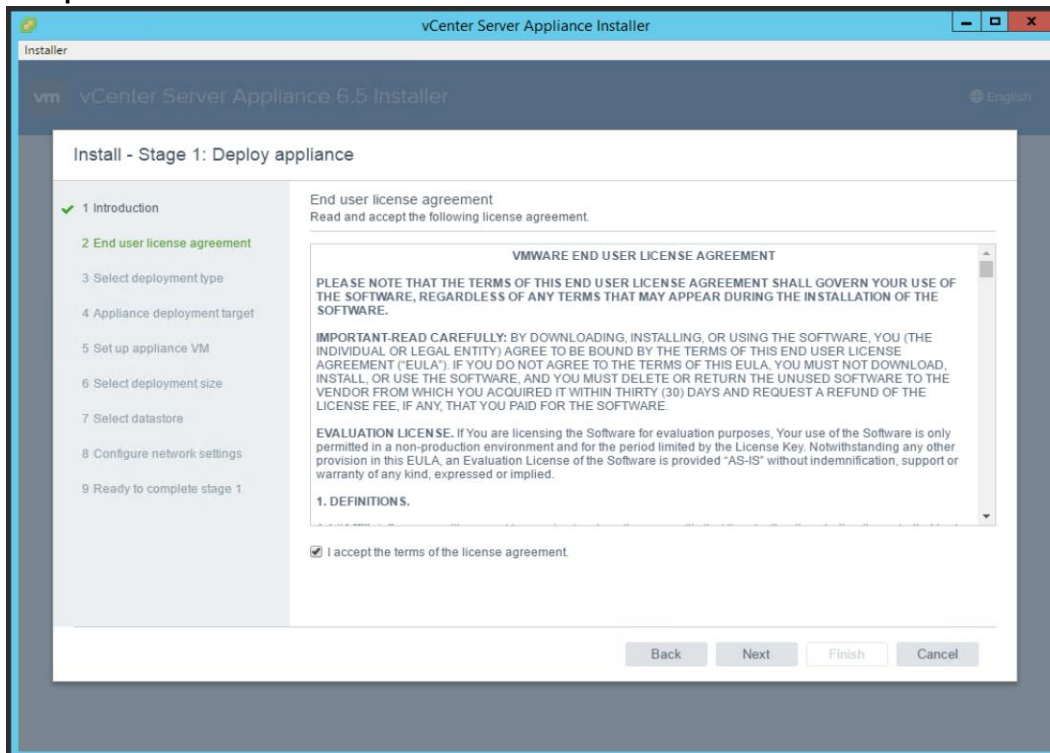 vCenter Server Appliance Installer
Installer
vm vCenter Server Appliance 6.5 Installer
English
Install - Stage 1: Deploy appliance
1 Introduction
2 End user license agreement
3 Select deployment type
4 Appliance deployment target
5 Set up appliance VM
6 Select deployment size
7 Select datastore
8 Configure network settings
9 Ready to complete stage 1
End user license agreement
Read and accept the following license agreement.
VMWARE END USER LICENSE AGREEMENT
PLEASE NOTE THAT THE TERMS OF THIS END USER LICENSE AGREEMENT SHALL GOVERN YOUR USE OF
THE SOFTWARE, REGARDLESS OF ANY TERMS THAT MAY APPEAR DURING THE INSTALLATION OF THE
SOFTWARE.
IMPORTANT-READ CAREFULLY: BY DOWNLOADING, INSTALLING, OR USING THE SOFTWARE, YOU (THE
INDIVIDUAL OR LEGAL ENTITY) AGREE TO BE BOUND BY THE TERMS OF THIS END USER LICENSE
AGREEMENT ("EULA"). IF YOU DO NOT AGREE TO THE TERMS OF THIS EULA, YOU MUST NOT DOWNLOAD,
INSTALL, OR USE THE SOFTWARE, AND YOU MUST DELETE OR RETURN THE UNUSED SOFTWARE TO THE
VENDOR FROM WHICH YOU ACQUIRED IT WITHIN THIRTY (30) DAYS AND REQUEST A REFUND OF THE
LICENSE FEE, IF ANY, THAT YOU PAID FOR THE SOFTWARE.
EVALUATION LICENSE. If You are licensing the Software for evaluation purposes, Your use of the Software is only
permitted in a non-production environment and for the period limited by the License Key. Notwithstanding any other
provision in this EULA, an Evaluation License of the Software is provided "AS-IS" without indemnification, support or
warranty of any kind, expressed or implied.
1. DEFINITIONS.
I accept the terms of the license agreement.
Back Next Finish Cancel